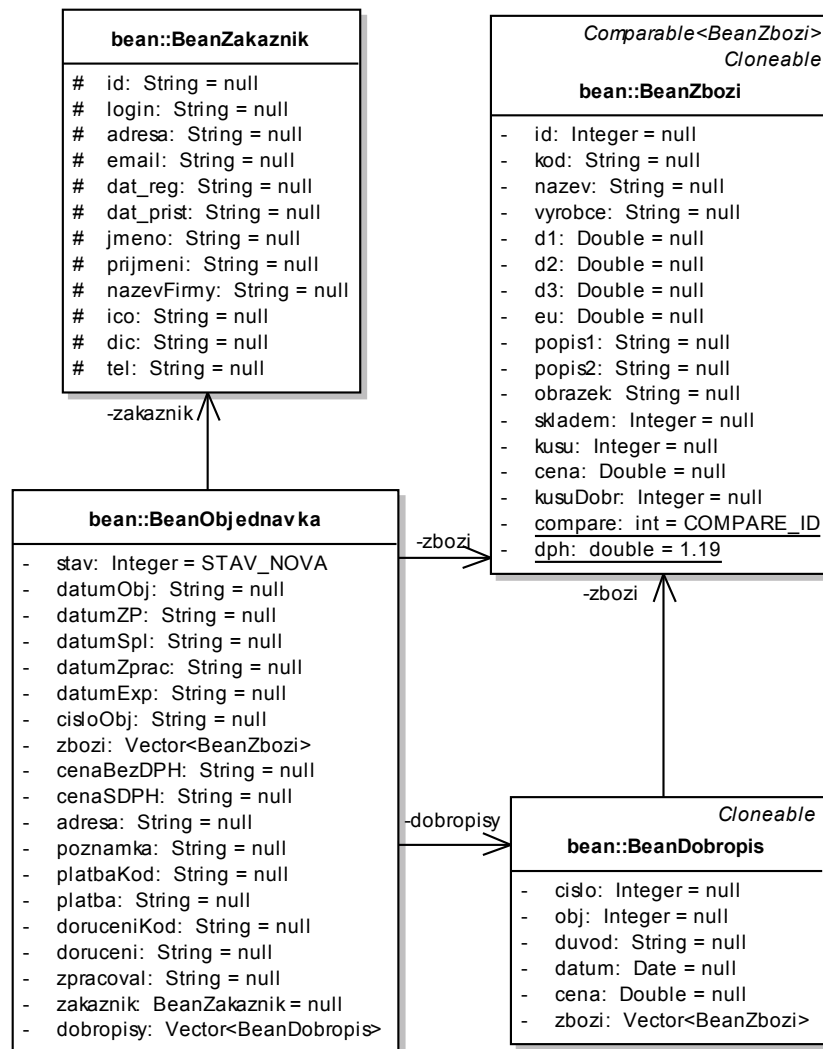 bean::BeanZakaznik
# id: String = null
# login: String = null
# adresa: String = null
# email: String = null
# dat_reg: String = null
# dat_prist: String = null
# jmeno: String = null
# prijmeni: String = null
# nazevFirmy: String = null
# ico: String = null
# dic: String = null
# tel: String = null
Comparable<BeanZbozi>
Cloneable
bean::BeanZbozi
- id: Integer = null
- kod: String = null
- nazev: String = null
- vyrobce: String = null
- d1: Double = null
- d2: Double = null
- d3: Double = null
- eu: Double = null
- popis1: String = null
- popis2: String = null
- obrazek: String = null
- skladem: Integer = null
- kusu: Integer = null
- cena: Double = null
- kusuDobr: Integer = null
- compare: int = COMPARE_ID
- dph: double = 1.19
-zakaznik
-zbozi
-zbozi
-dobropisy
bean::BeanObjednavka
- stav: Integer = STAV_NOVA
- datumObj: String = null
- datumZP: String = null
- datumSpl: String = null
- datumZprac: String = null
- datumExp: String = null
- cisloObj: String = null
- zbozi: Vector<BeanZbozi>
- cenaBezDPH: String = null
- cenaSDPH: String = null
- adresa: String = null
- poznamka: String = null
- platbaKod: String = null
- platba: String = null
- doruceniKod: String = null
- doruceni: String = null
- zpracoval: String = null
- zakaznik: BeanZakaznik = null
- dobropisy: Vector<BeanDobropis>
Cloneable
bean::BeanDobropis
- cislo: Integer = null
- obj: Integer = null
- duvod: String = null
- datum: Date = null
- cena: Double = null
- zbozi: Vector<BeanZbozi>